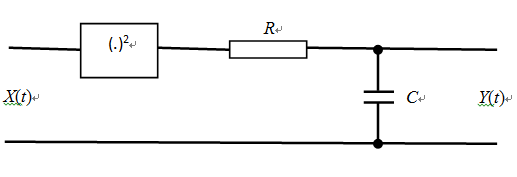 R
(.)²
X(t)
C
Y(t)